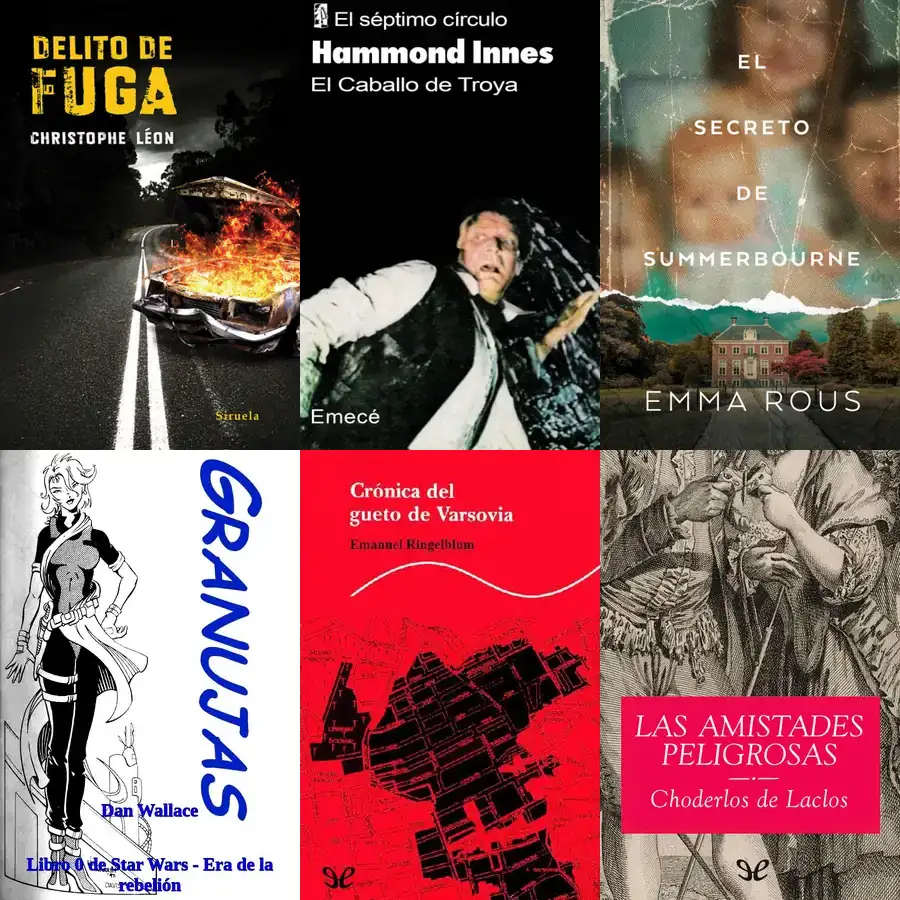 DELITO DE
FUGA
CHRISTOPHE LÉON
Siruela
El séptimo círculo
Hammond Innes
El Caballo de Troya
Emecé
EL
SECRETO
DE
SUMMERBOURNE
EMMA ROUS
GRANUJAS
Dan Wallace
Libro 0 de Star Wars - Era de la
rebelión
Crónica del
gueto de Varsovia
Emanuel Ringelblum
LAS AMISTADES
PELIGROSAS
Choderlos de Laclos